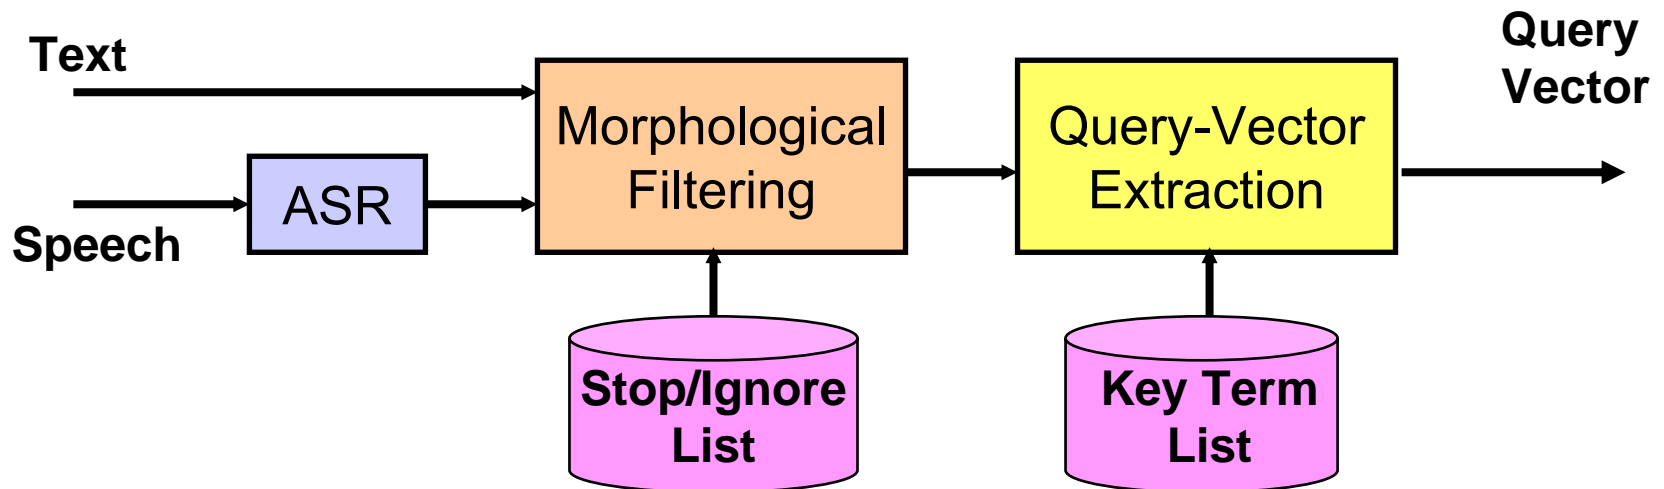 Text
Speech
ASR
Morphological
Filtering
Stop/Ignore
List
Query-Vector
Extraction
Key Term
List
Query
Vector